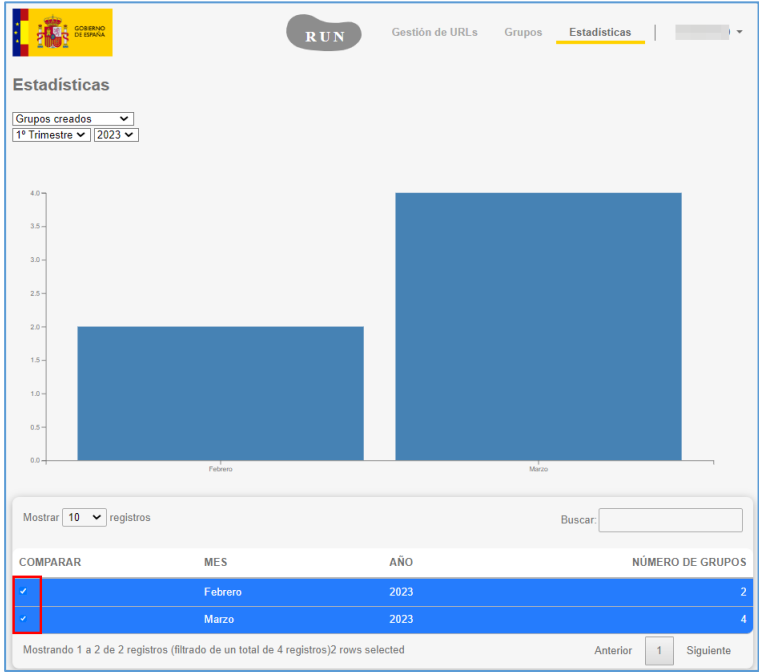 GOBIERNO
DE ESPAÑA
RUN
Gestión de URLs
Grupos
Estadísticas
Estadísticas
Grupos creados
1º Trimestre 2023
4.0
3.5
3.0
2.5
2.0
1.5
1.0
0.5
0.0
Febrero Marzo
Mostrar 10 registros Buscar:
COMPARAR MES AÑO NÚMERO DE GRUPOS
Febrero 2023 2
Marzo 2023 4
Mostrando 1 a 2 de 2 registros (filtrado de un total de 4 registros)2 rows selected Anterior 1 Siguiente